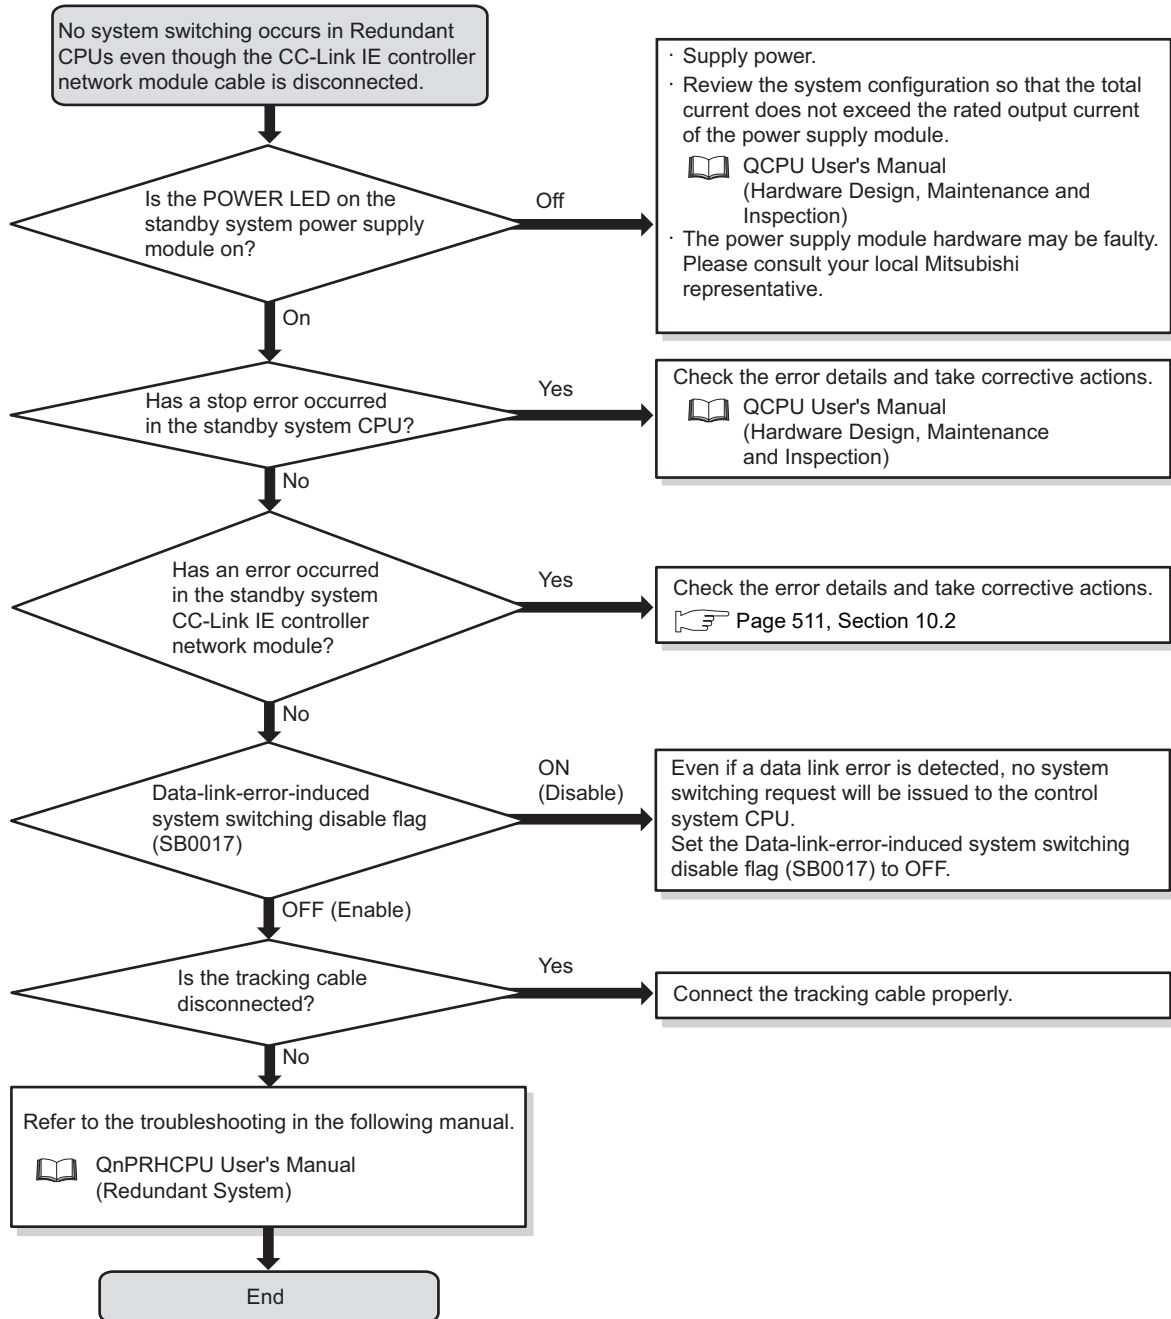 No system switching occurs in Redundant
CPUs even though the CC-Link IE controller
network module cable is disconnected.
Is the POWER LED on the
standby system power supply
module on?
Off
· Supply power.
· Review the system configuration so that the total
current does not exceed the rated output current
of the power supply module.
QCPU User's Manual
(Hardware Design, Maintenance and
Inspection)
· The power supply module hardware may be faulty.
Please consult your local Mitsubishi
representative.
On
Has a stop error occurred
in the standby system CPU?
Yes
Check the error details and take corrective actions.
QCPU User's Manual
(Hardware Design, Maintenance
and Inspection)
No
Has an error occurred
in the standby system
CC-Link IE controller
network module?
Yes
Check the error details and take corrective actions.
Page 511, Section 10.2
No
Data-link-error-induced
system switching disable flag
(SB0017)
ON
(Disable)
Even if a data link error is detected, no system
switching request will be issued to the control
system CPU.
Set the Data-link-error-induced system switching
disable flag (SB0017) to OFF.
OFF (Enable)
Is the tracking cable
disconnected?
Yes
Connect the tracking cable properly.
No
Refer to the troubleshooting in the following manual.
QnPRHCPU User's Manual
(Redundant System)
End